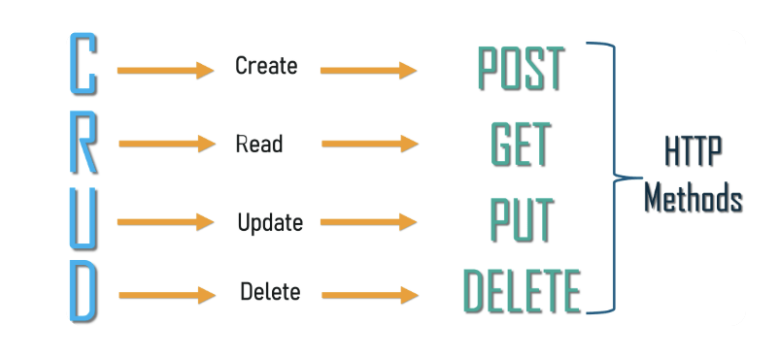 C Create POST
R Read GET
U Update PUT
D Delete DELETE
HTTP
Methods